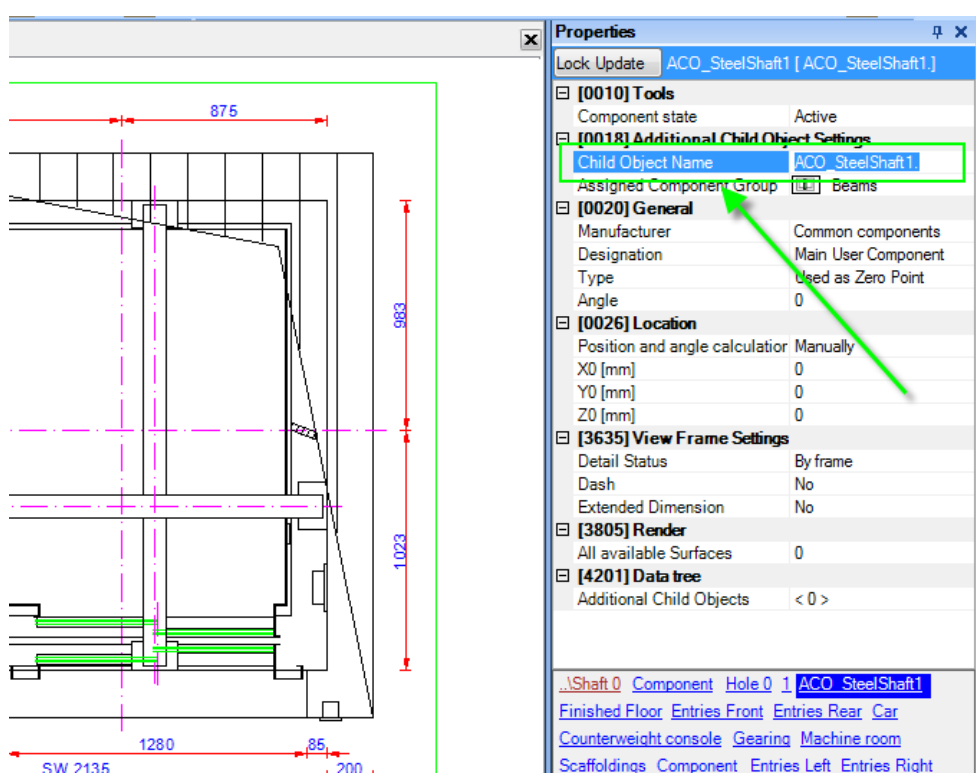 Properties
Lock Update ACO_SteelShaft1 [ ACO_SteelShaft1.]
[0010] Tools
Component state Active
[0018] Additional Child Object Settings
Child Object Name ACO_SteelShaft1.
Assigned Component Group Beams
[0020] General
Manufacturer Common components
Designation Main User Component
Type Used as Zero Point
Angle 0
[0026] Location
Position and angle calculation Manually
X0 [mm] 0
Y0 [mm] 0
Z0 [mm] 0
[3635] View Frame Settings
Detail Status By frame
Dash No
Extended Dimension No
[3805] Render
All available Surfaces 0
[4201] Data tree
Additional Child Objects < 0 >
..\Shaft 0 Component Hole 0 1 ACO_SteelShaft1
Finished Floor Entries Front Entries Rear Car
Counterweight console Gearing Machine room
Scaffoldings Component Entries Left Entries Right
875
983
1023
1280
85
SW 2135
200